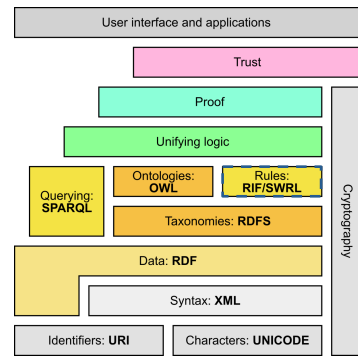 User interface and applications
Trust
Proof
Unifying logic
Querying:
SPARQL
Ontologies:
OWL
Rules:
RIF/SWRL
Taxonomies: RDFS
Cryptography
Data: RDF
Syntax: XML
Identifiers: URI
Characters: UNICODE